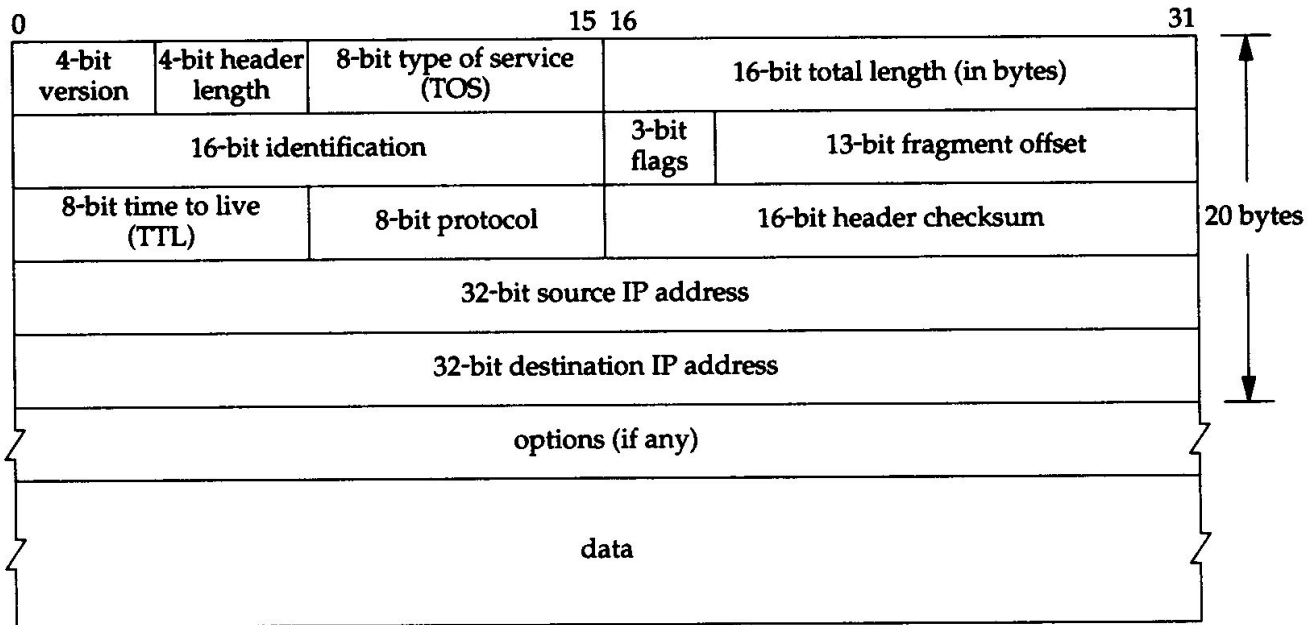 0 15 16 31
4-bit version
4-bit header length
8-bit type of service (TOS)
16-bit total length (in bytes)
16-bit identification
3-bit flags
13-bit fragment offset
8-bit time to live (TTL)
8-bit protocol
16-bit header checksum
20 bytes
32-bit source IP address
32-bit destination IP address
options (if any)
data